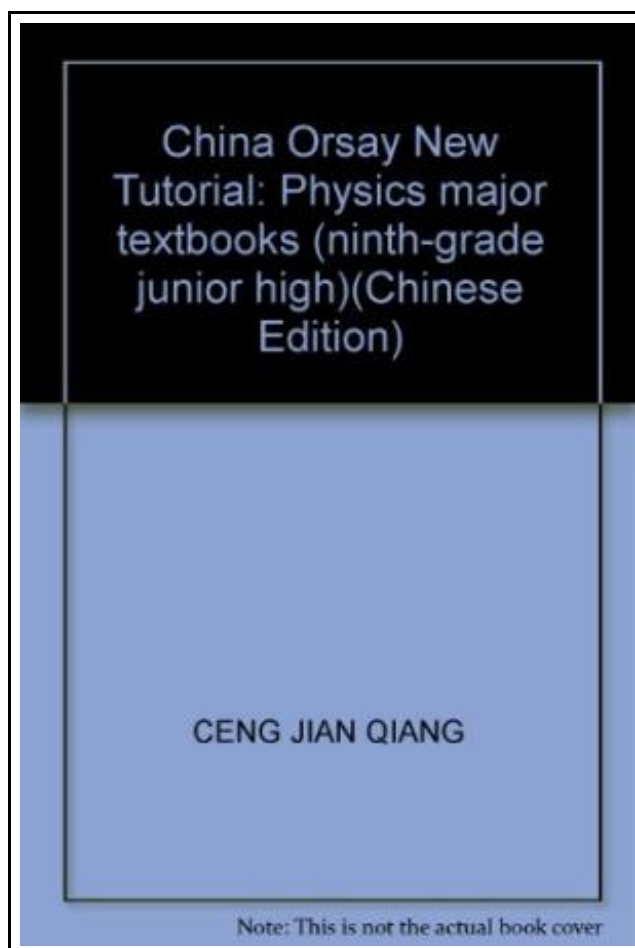 China Orsay New
Tutorial: Physics major
textbooks (ninth-grade
junior high)(Chinese
Edition)
CENG JIAN QIANG
Note: This is not the actual book cover